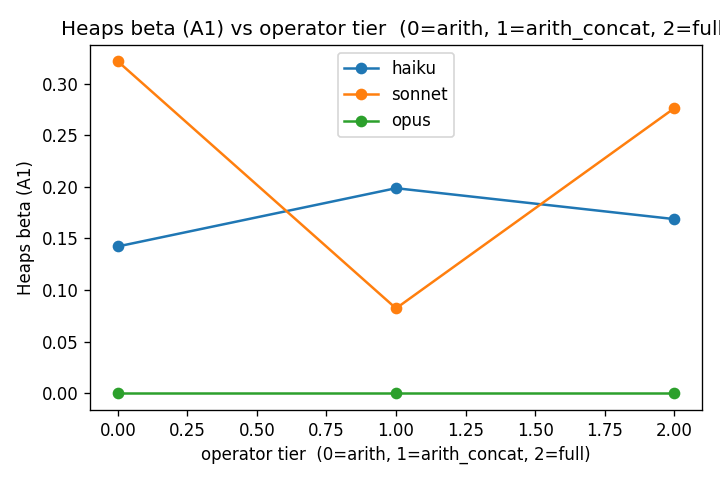 Heaps beta (A1) vs operator tier  (0=arith, 1=arith_concat, 2=full
haiku
sonnet
opus
Heaps beta (A1)
0.30
0.25
0.20
0.15
0.10
0.05
0.00
0.00 0.25 0.50 0.75 1.00 1.25 1.50 1.75 2.00
operator tier  (0=arith, 1=arith_concat, 2=full)